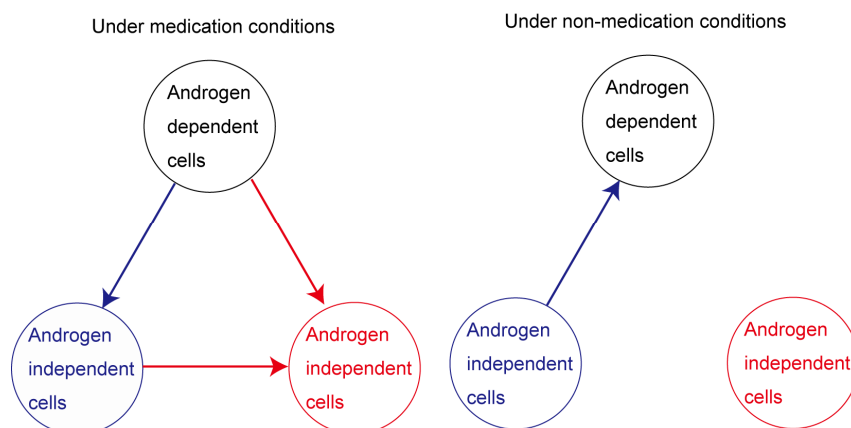 Under medication conditions
Androgen
dependent
cells
Androgen
independent
cells
Androgen
independent
cells
Under non-medication conditions
Androgen
dependent
cells
Androgen
independent
cells
Androgen
independent
cells